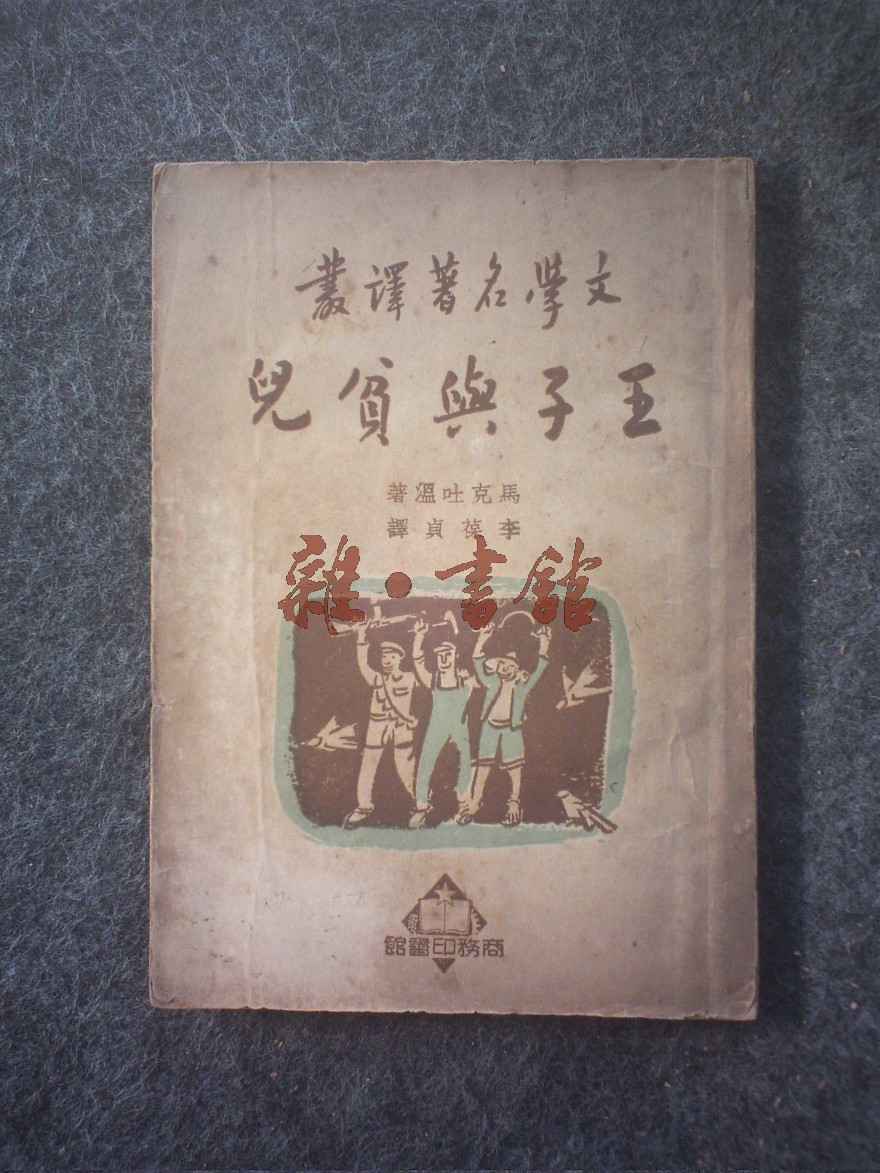 文學名著譯叢
王子與貧兒
馬克吐溫著
李葆貞譯
雜·書館
商務印書館